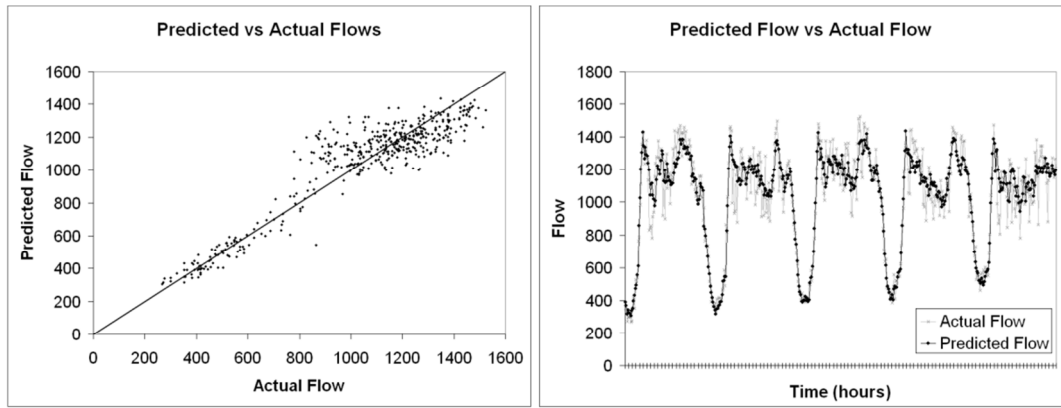 Predicted vs Actual Flows
Predicted Flow
1600
1400
1200
1000
800
600
400
200
0
0 200 400 600 800 1000 1200 1400 1600
Actual Flow
Predicted Flow vs Actual Flow
Flow
1800
1600
1400
1200
1000
800
600
400
200
0
Actual Flow
Predicted Flow
Time (hours)